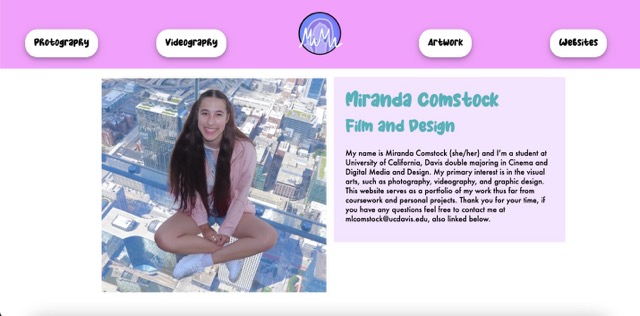 Photography
Videography
MiMi
Artwork
Websites
Miranda Comstock
Film and Design
My name is Miranda Comstock (she/her) and I'm a student at
University of California, Davis double majoring in Cinema and
Digital Media and Design. My primary interest is in the visual
arts, such as photography, videography, and graphic design.
This website serves as a portfolio of my work thus far from
coursework and personal projects. Thank you for your time, if
you have any questions feel free to contact me at
mlcomstock@ucdavis.edu, also linked below.